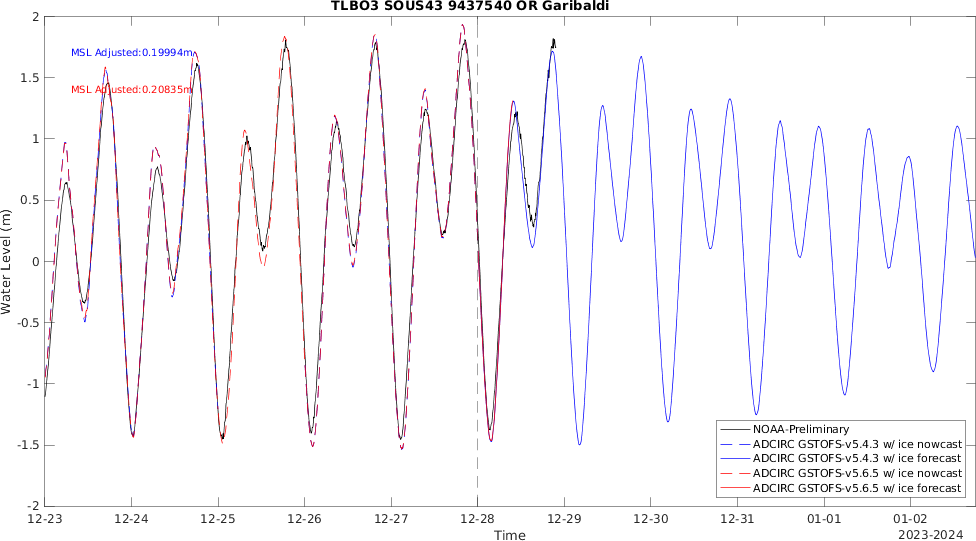 TLBO3 SOUS43 9437540 OR Garibaldi
MSL Adjusted:0.19994m
MSL Adjusted:0.20835m
Water Level (m)
2
1.5
1
0.5
0
-0.5
-1
-1.5
-2
NOAA-Preliminary
ADCIRC GSTOFS-v5.4.3 w/ ice nowcast
ADCIRC GSTOFS-v5.4.3 w/ ice forecast
ADCIRC GSTOFS-v5.6.5 w/ ice nowcast
ADCIRC GSTOFS-v5.6.5 w/ ice forecast
12-23 12-24 12-25 12-26 12-27 12-28 12-29 12-30 12-31 01-01 01-02
Time
2023-2024